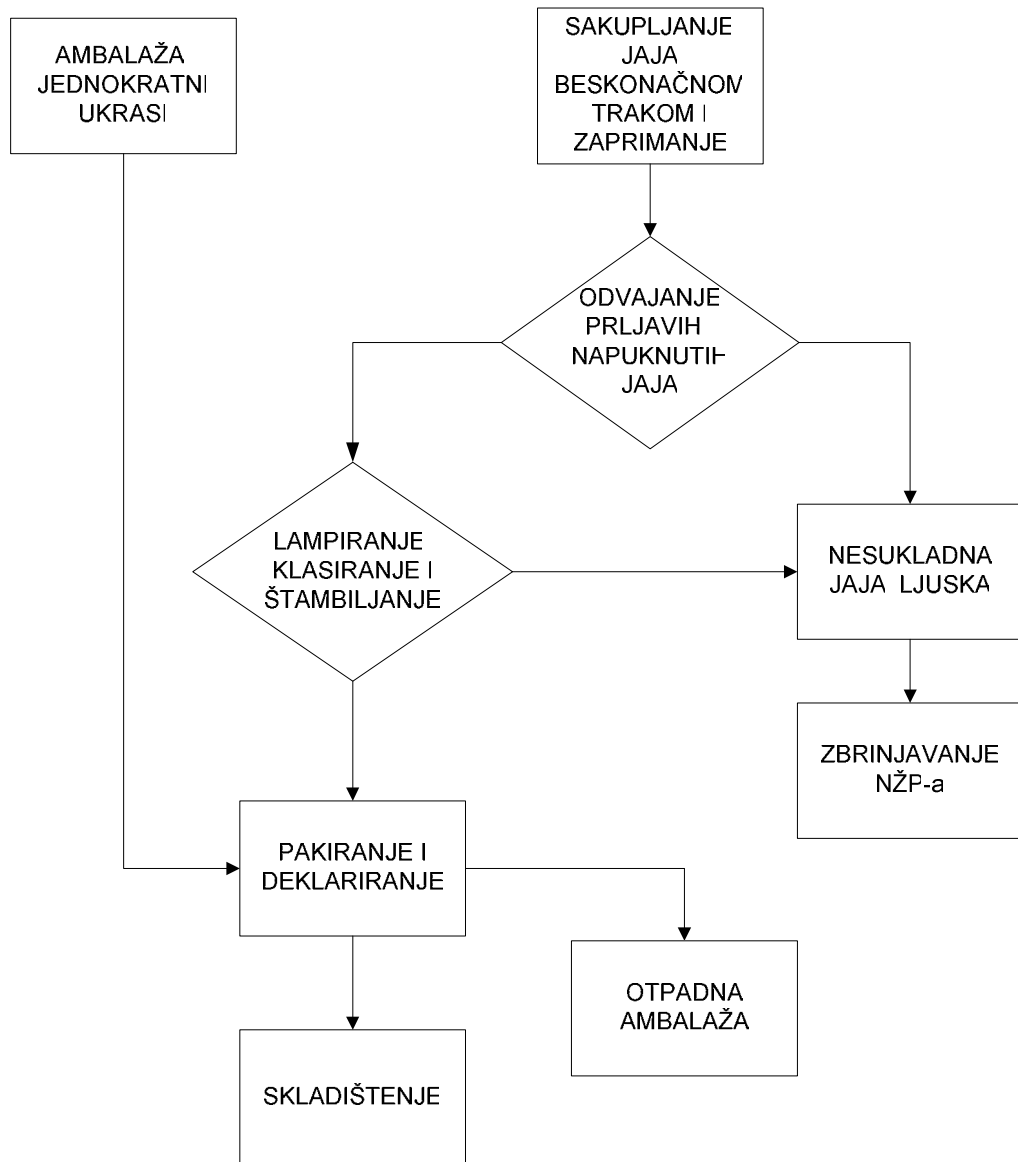 AMBALAŽA
JEDNOKRATNI
UKRASI
SAKUPLJANJE
JAJA
BESKONAČNOM
TRAKOM I
ZAPRIMANJE
ODVAJANJE
PRLJAVIH
NAPUKNUTIH
JAJA
LAMPIRANJE
KLASIRANJE I
ŠTAMBILJANJE
NESUKLADNA
JAJA LJUSKA
ZBRINJAVANJE
NŽP-a
PAKIRANJE I
DEKLARIRANJE
OTPADNA
AMBALAŽA
SKLADIŠTENJE